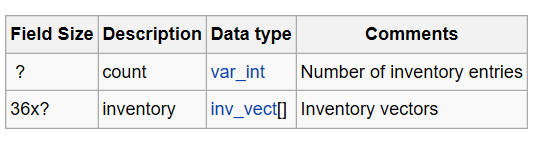 Field Size Description Data type Comments
? count var_int Number of inventory entries
36x? inventory inv_vect[] Inventory vectors